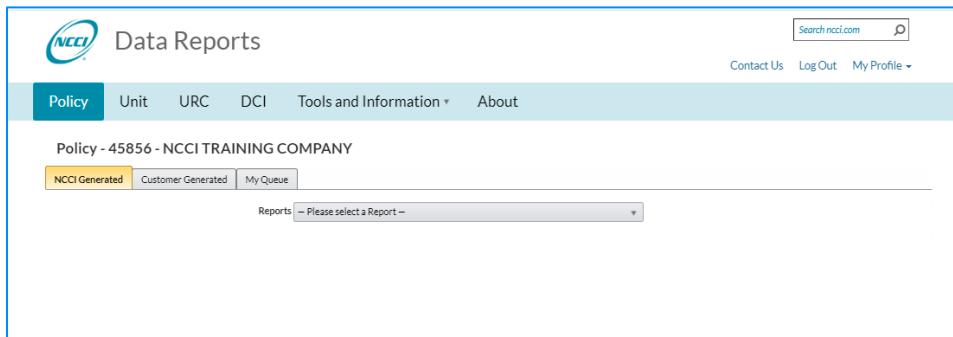 Search ncci.com
NCCI Data Reports
Contact Us Log Out My Profile
Policy Unit URC DCI Tools and Information About
Policy - 45856 - NCCI TRAINING COMPANY
NCCI Generated Customer Generated My Queue
Reports — Please select a Report —